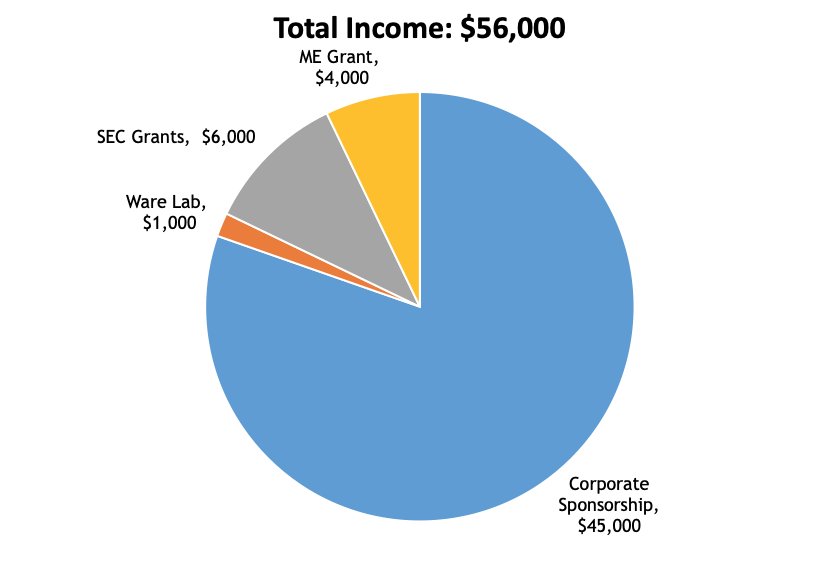 Total Income: $56,000
ME Grant,
$4,000
SEC Grants,  $6,000
Ware Lab,
$1,000
Corporate
Sponsorship,
$45,000